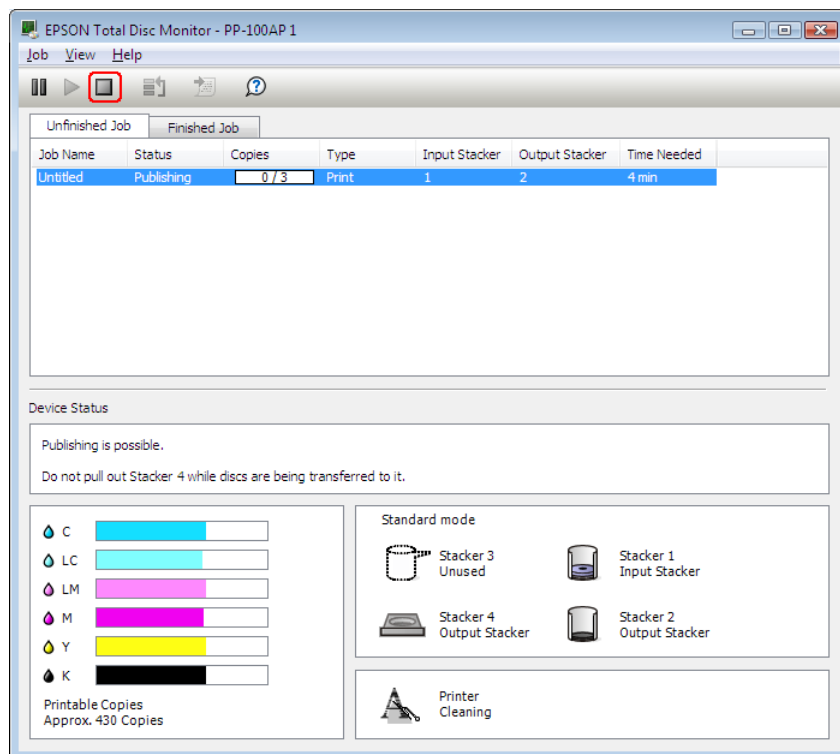 EPSON Total Disc Monitor - PP-100AP 1
Job View Help
Unfinished Job Finished Job
Job Name Status Copies Type Input Stacker Output Stacker Time Needed
Untitled Publishing 0 / 3 Print 1 2 4 min
Device Status
Publishing is possible.
Do not pull out Stacker 4 while discs are being transferred to it.
C
LC
LM
M
Y
K
Printable Copies
Approx. 430 Copies
Standard mode
Stacker 3
Unused
Stacker 1
Input Stacker
Stacker 4
Output Stacker
Stacker 2
Output Stacker
Printer
Cleaning